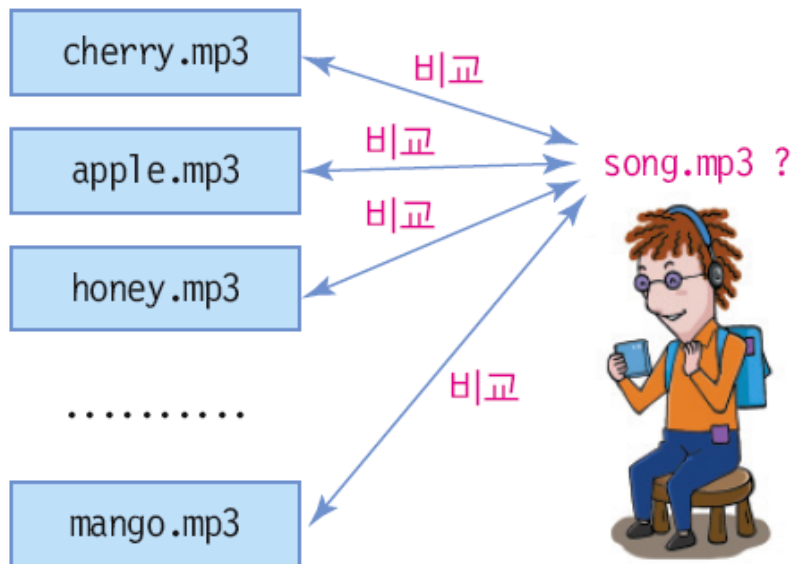 cherry.mp3
비교
비교
apple.mp3
song.mp3 ?
비교
honey.mp3
비교
..........
mango.mp3